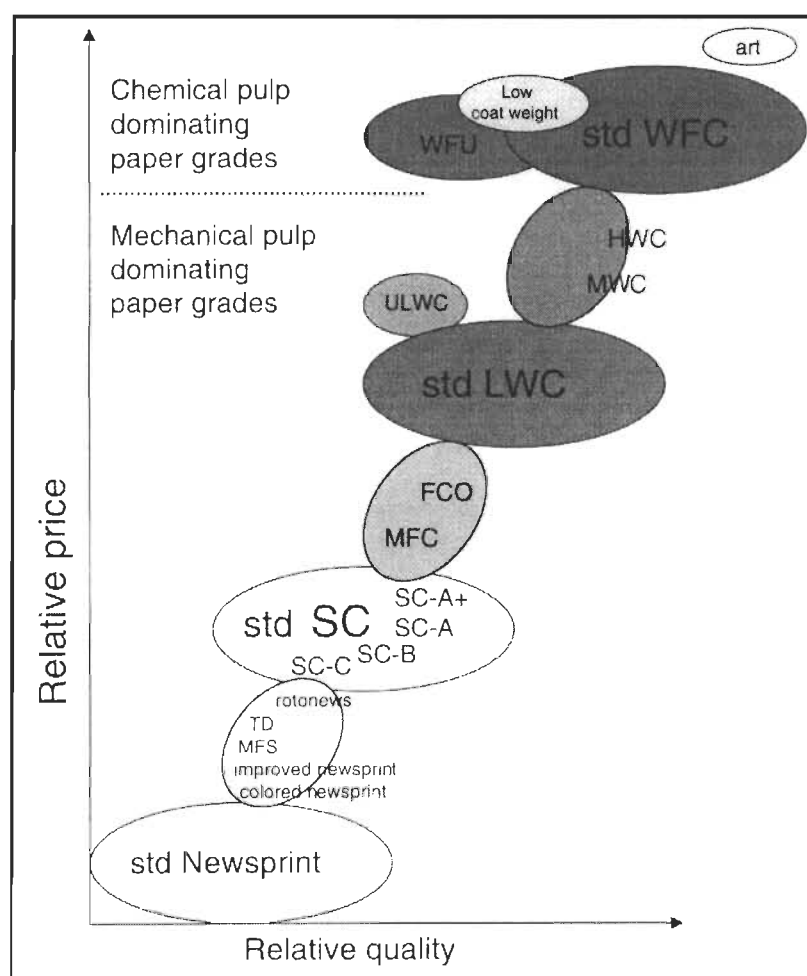 art
Chemical pulp
dominating
paper grades
Low
coat weight
WFU
std WFC
Mechanical pulp
dominating
paper grades
HWC
MWC
ULWC
std LWC
FCO
MFC
SC-A+
std SC
SC-A
SC-B
SC-C
rotonews
TD
MFS
improved newsprint
colored newsprint
std Newsprint
Relative price
Relative quality